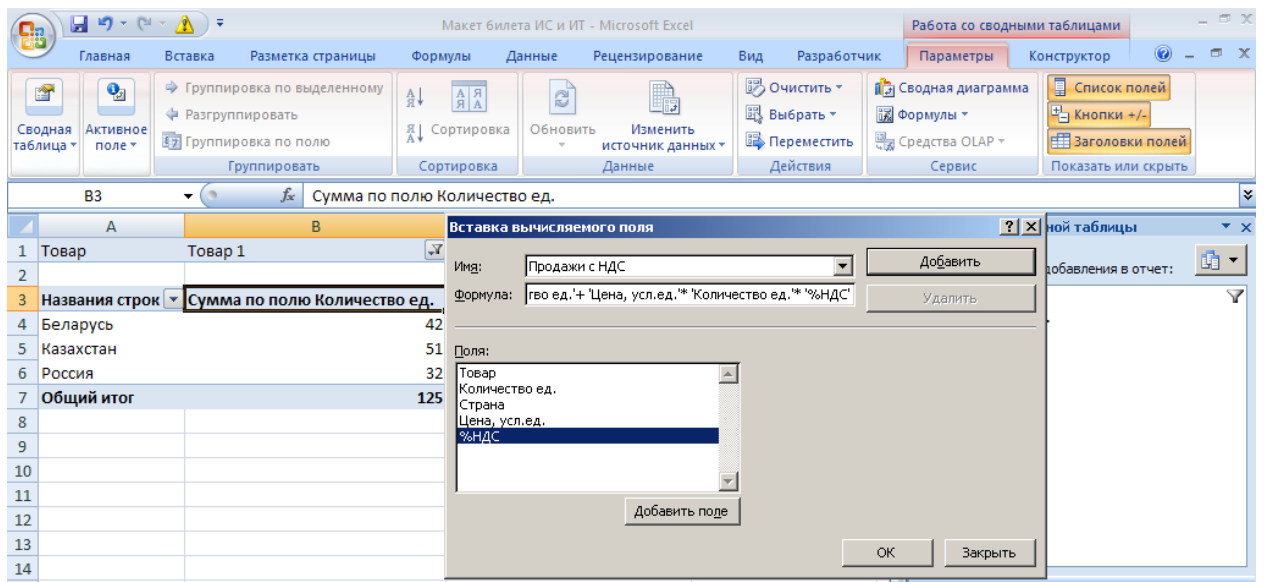 Макет билета ИС и ИТ - Microsoft Excel
Работа со сводными таблицами
Главная Вставка Разметка страницы Формулы Данные Рецензирование Вид Разработчик Параметры Конструктор
Сводная таблица
Активное поле
Группировка по выделенному
Разгруппировать
Группировка по полю
Группировать
Сортировка
Сортировка
Обновить
Изменить источник данных
Данные
Очистить
Выбрать
Переместить
Действия
Сводная диаграмма
Формулы
Средства OLAP
Сервис
Список полей
Кнопки +/-
Заголовки полей
Показать или скрыть
B3 fx Сумма по полю Количество ед.
A B
1 Товар Товар 1
2
3 Названия строк Сумма по полю Количество ед.
4 Беларусь 42
5 Казахстан 51
6 Россия 32
7 Общий итог 125
8
9
10
11
12
13
14
Вставка вычисляемого поля
Имя: Продажи с НДС
Формула: тво ед.'+ 'Цена, усл.ед.'* 'Количество ед.'* '%НДС'
Добавить
Удалить
Поля:
Товар
Количество ед.
Страна
Цена, усл.ед.
%НДС
Добавить поле
ОК Закрыть
ной таблицы
добавления в отчет: